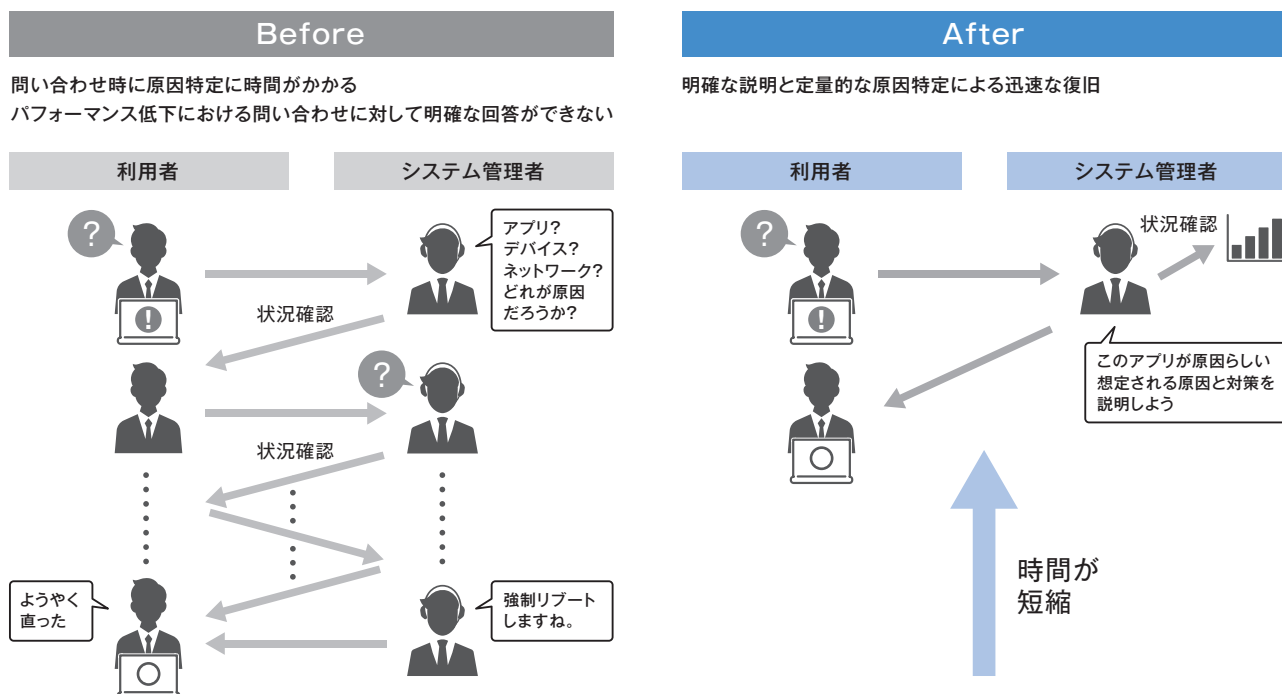 Before
問い合わせ時に原因特定に時間がかかる
パフォーマンス低下における問い合わせに対して明確な回答ができない
利用者
システム管理者
?
アプリ?
デバイス?
ネットワーク?
どれが原因
だろうか?
!
状況確認
?
状況確認
ようやく
直った
強制リブート
しますね。
After
明確な説明と定量的な原因特定による迅速な復旧
利用者
システム管理者
?
状況確認
!
このアプリが原因らしい
想定される原因と対策を
説明しよう
時間が
短縮